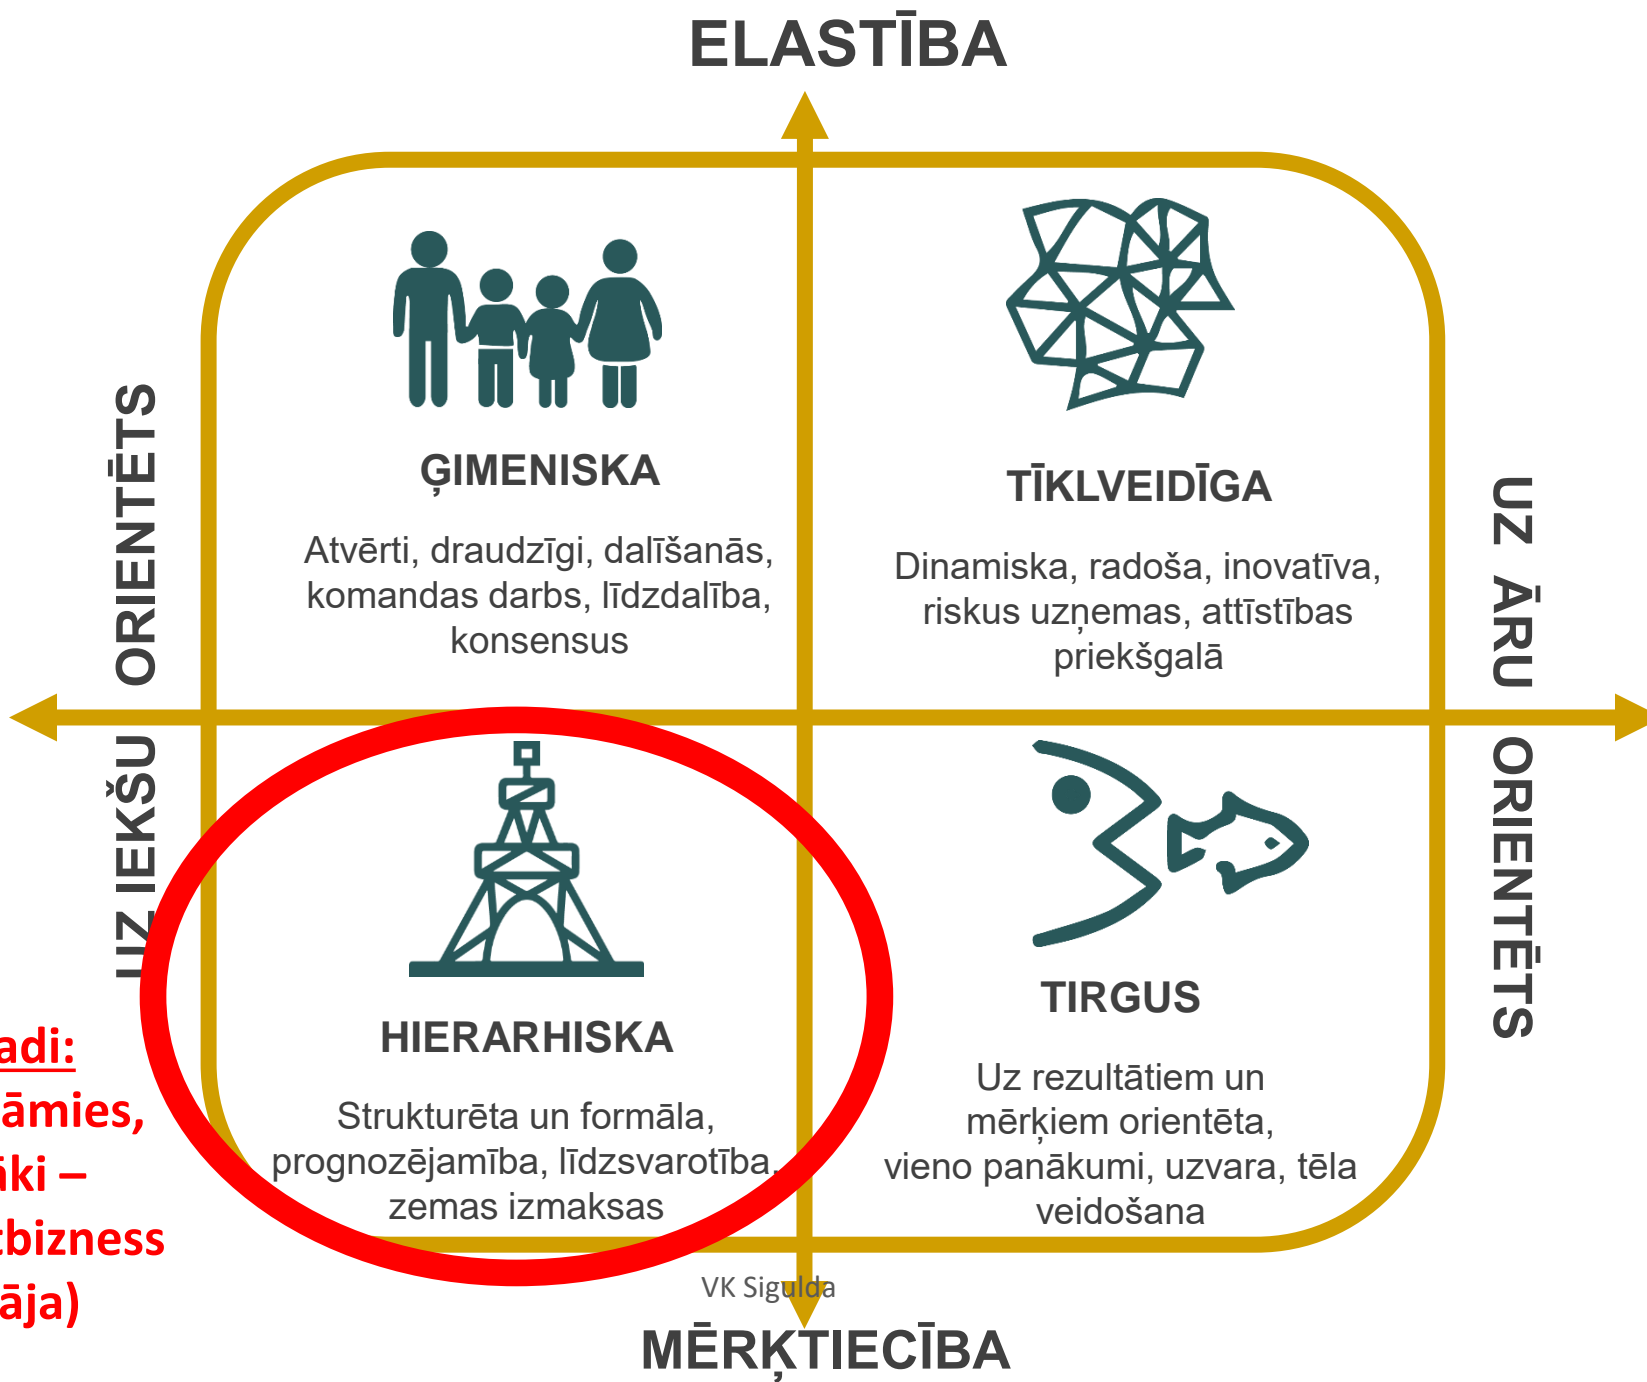 ELASTĪBA
UZ IEKŠU ORIENTĒTS
ĢIMENISKA
Atvērti, draudzīgi, dalīšanās,
komandas darbs, līdzdalība,
konsensus
TĪKLVEIDĪGA
Dinamiska, radoša, inovatīva,
riskus uzņemas, attīstības
priekšgalā
UZ ĀRU ORIENTĒTS
HIERARHISKA
Strukturēta un formāla,
prognozējamība, līdzsvarotība,
zemas izmaksas
TIRGUS
Uz rezultātiem un
mērķiem orientēta,
vieno panākumi, uzvara, tēla
veidošana
adi:
āmies,
āki –
tbizness
āja)
VK Sigulda
MĒRĶTIECĪBA